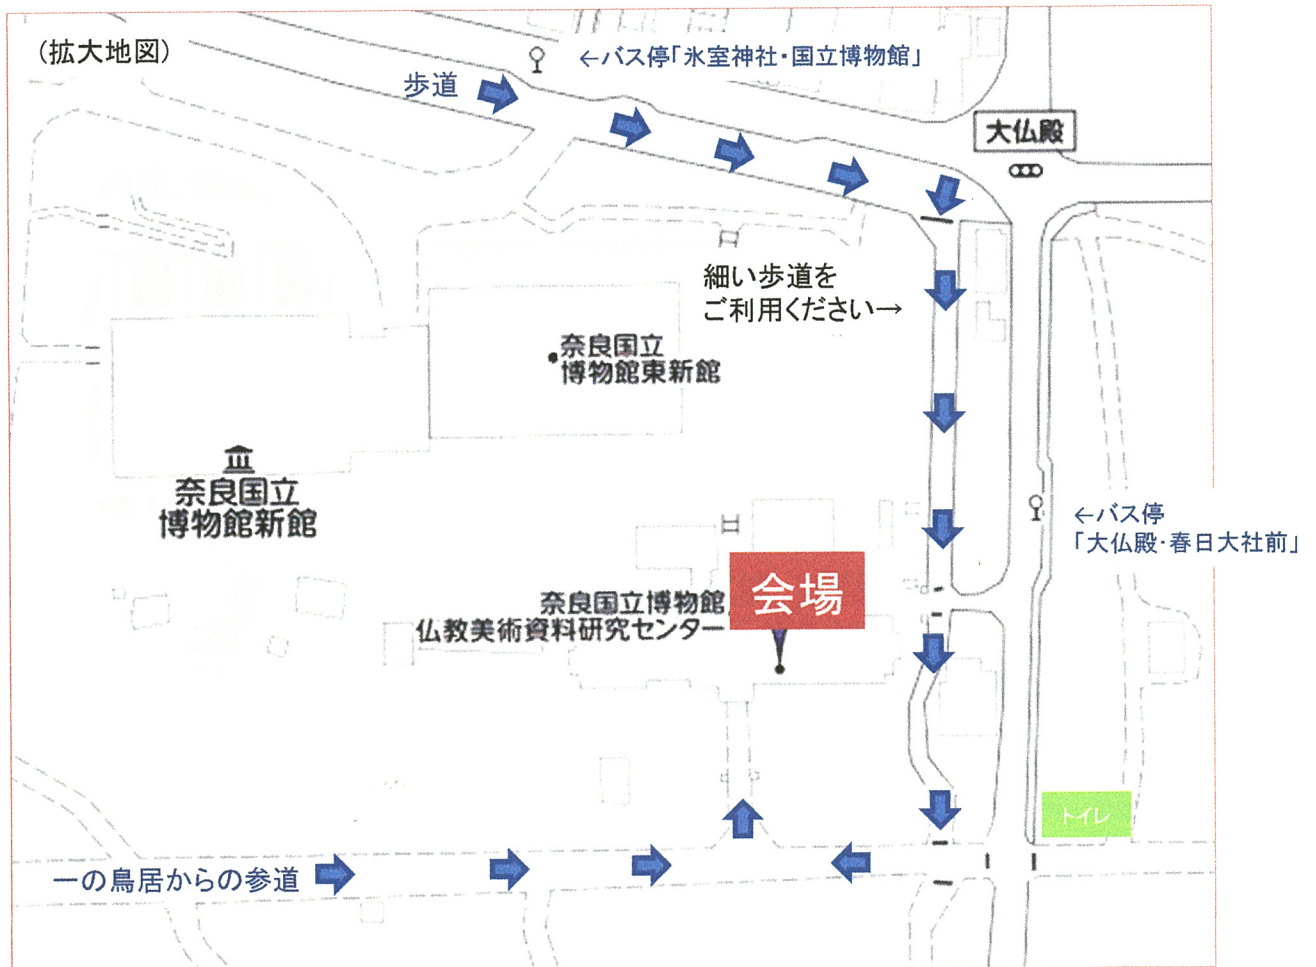 (拡大地図)
←バス停「氷室神社・国立博物館」
歩道
大仏殿
細い歩道を
ご利用ください→
奈良国立
博物館東新館
奈良国立
博物館新館
←バス停
「大仏殿・春日大社前」
会場
奈良国立博物館
仏教美術資料研究センター
トイレ
一の鳥居からの参道